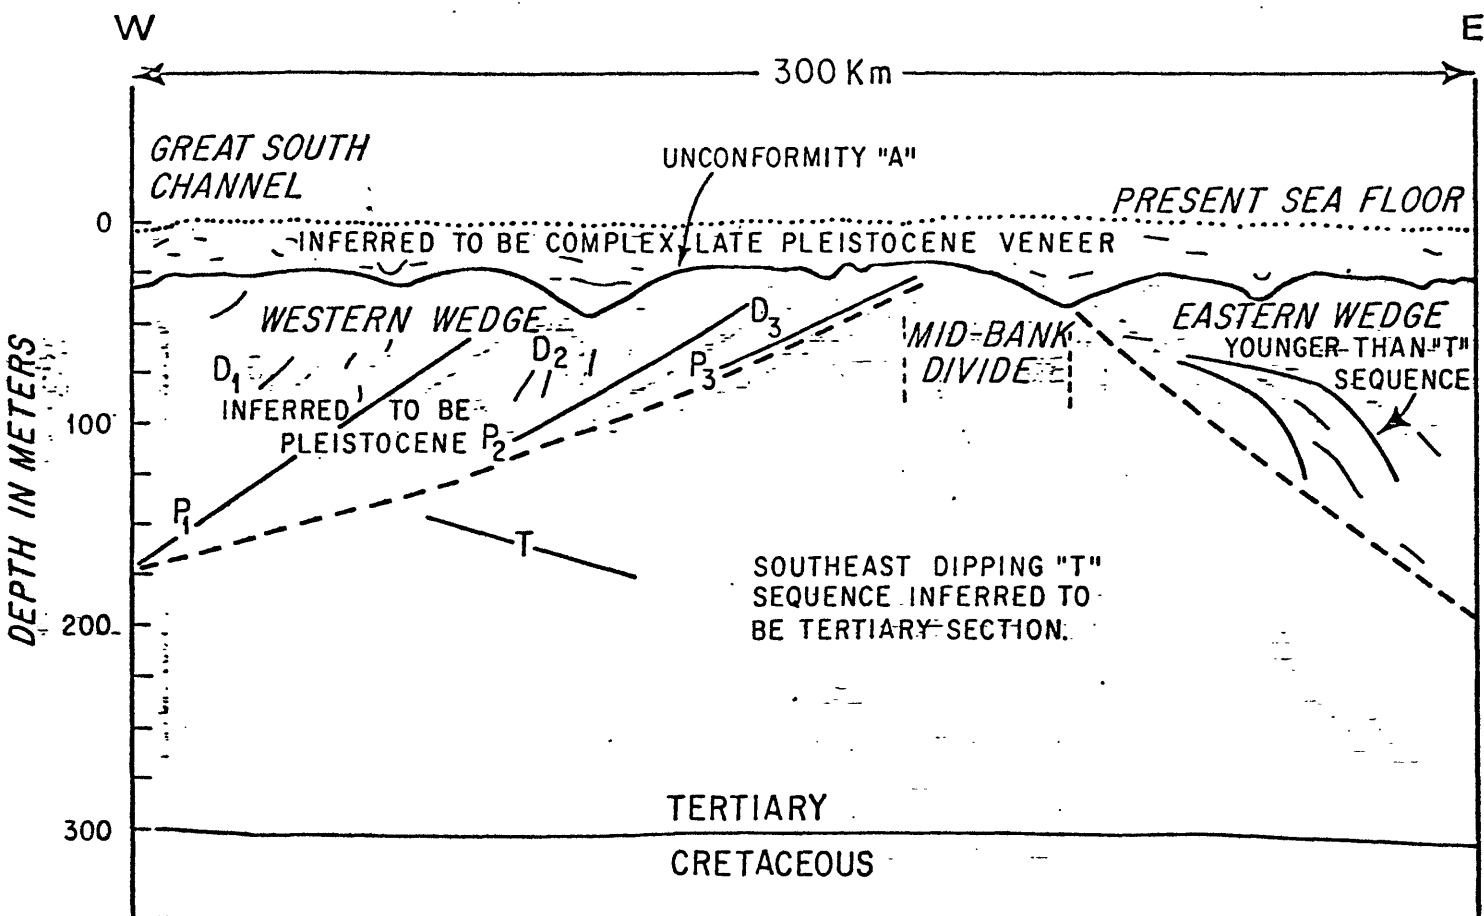 W
E
300 Km
GREAT SOUTH
CHANNEL
UNCONFORMITY "A"
PRESENT SEA FLOOR
0
INFERRED TO BE COMPLEX LATE PLEISTOCENE VENEER
WESTERN WEDGE
EASTERN WEDGE
D3
D2
D1
P3
MID-BANK
DIVIDE
YOUNGER THAN "T"
SEQUENCE
INFERRED TO BE
PLEISTOCENE
100
P2
P1
T
DEPTH IN METERS
SOUTHEAST DIPPING "T"
SEQUENCE INFERRED TO
BE TERTIARY SECTION.
200
TERTIARY
300
CRETACEOUS